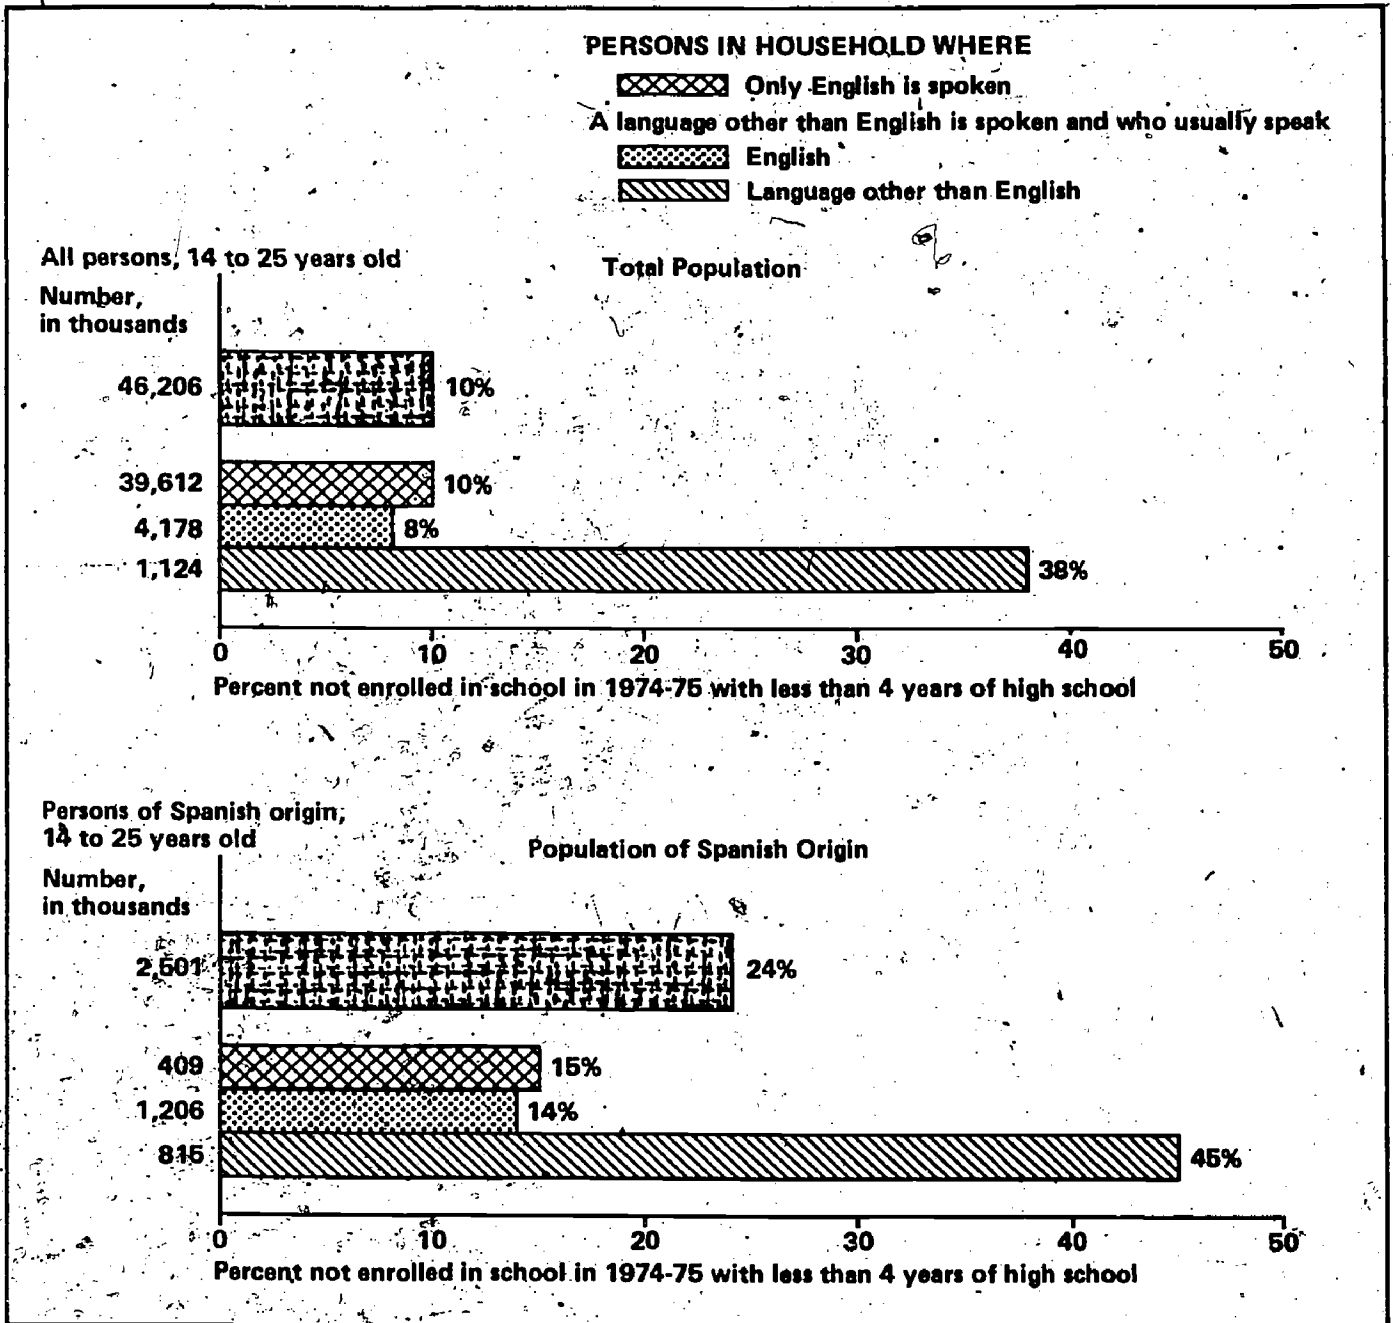 PERSONS IN HOUSEHOLD WHERE
Only English is spoken
A language other than English is spoken and who usually speak
English
Language other than English
All persons, 14 to 25 years old
Total Population
Number,
in thousands
46,206 10%
39,612 10%
4,178 8%
1,124 38%
0 10 20 30 40 50
Percent not enrolled in school in 1974-75 with less than 4 years of high school
Persons of Spanish origin,
14 to 25 years old
Population of Spanish Origin
Number,
in thousands
2,501 24%
409 15%
1,206 14%
815 45%
0 10 20 30 40 50
Percent not enrolled in school in 1974-75 with less than 4 years of high school